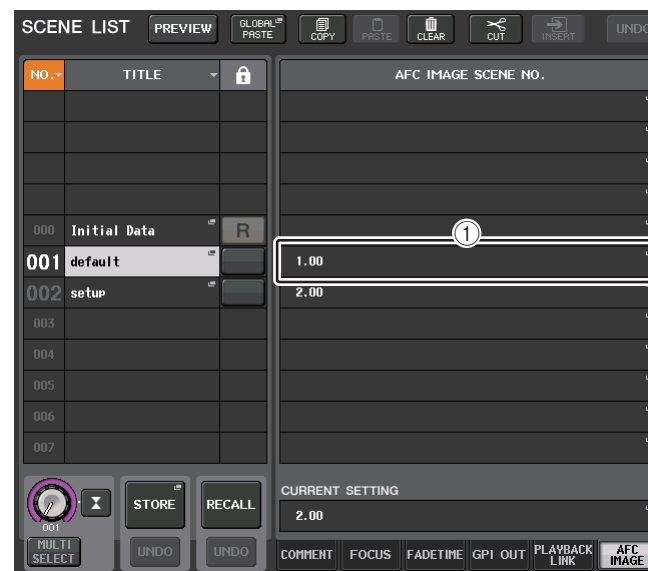 SCENE LIST PREVIEW GLOBAL PASTE COPY PASTE CLEAR CUT INSERT UNDO
NO. TITLE AFC IMAGE SCENE NO.
000 Initial Data R
1
001 default 1.00
002 setup 2.00
003
004
005
006
007
CURRENT SETTING
2.00
001
STORE RECALL
MULTI SELECT UNDO UNDO
COMMENT FOCUS FADETIME GPI OUT PLAYBACK LINK AFC IMAGE